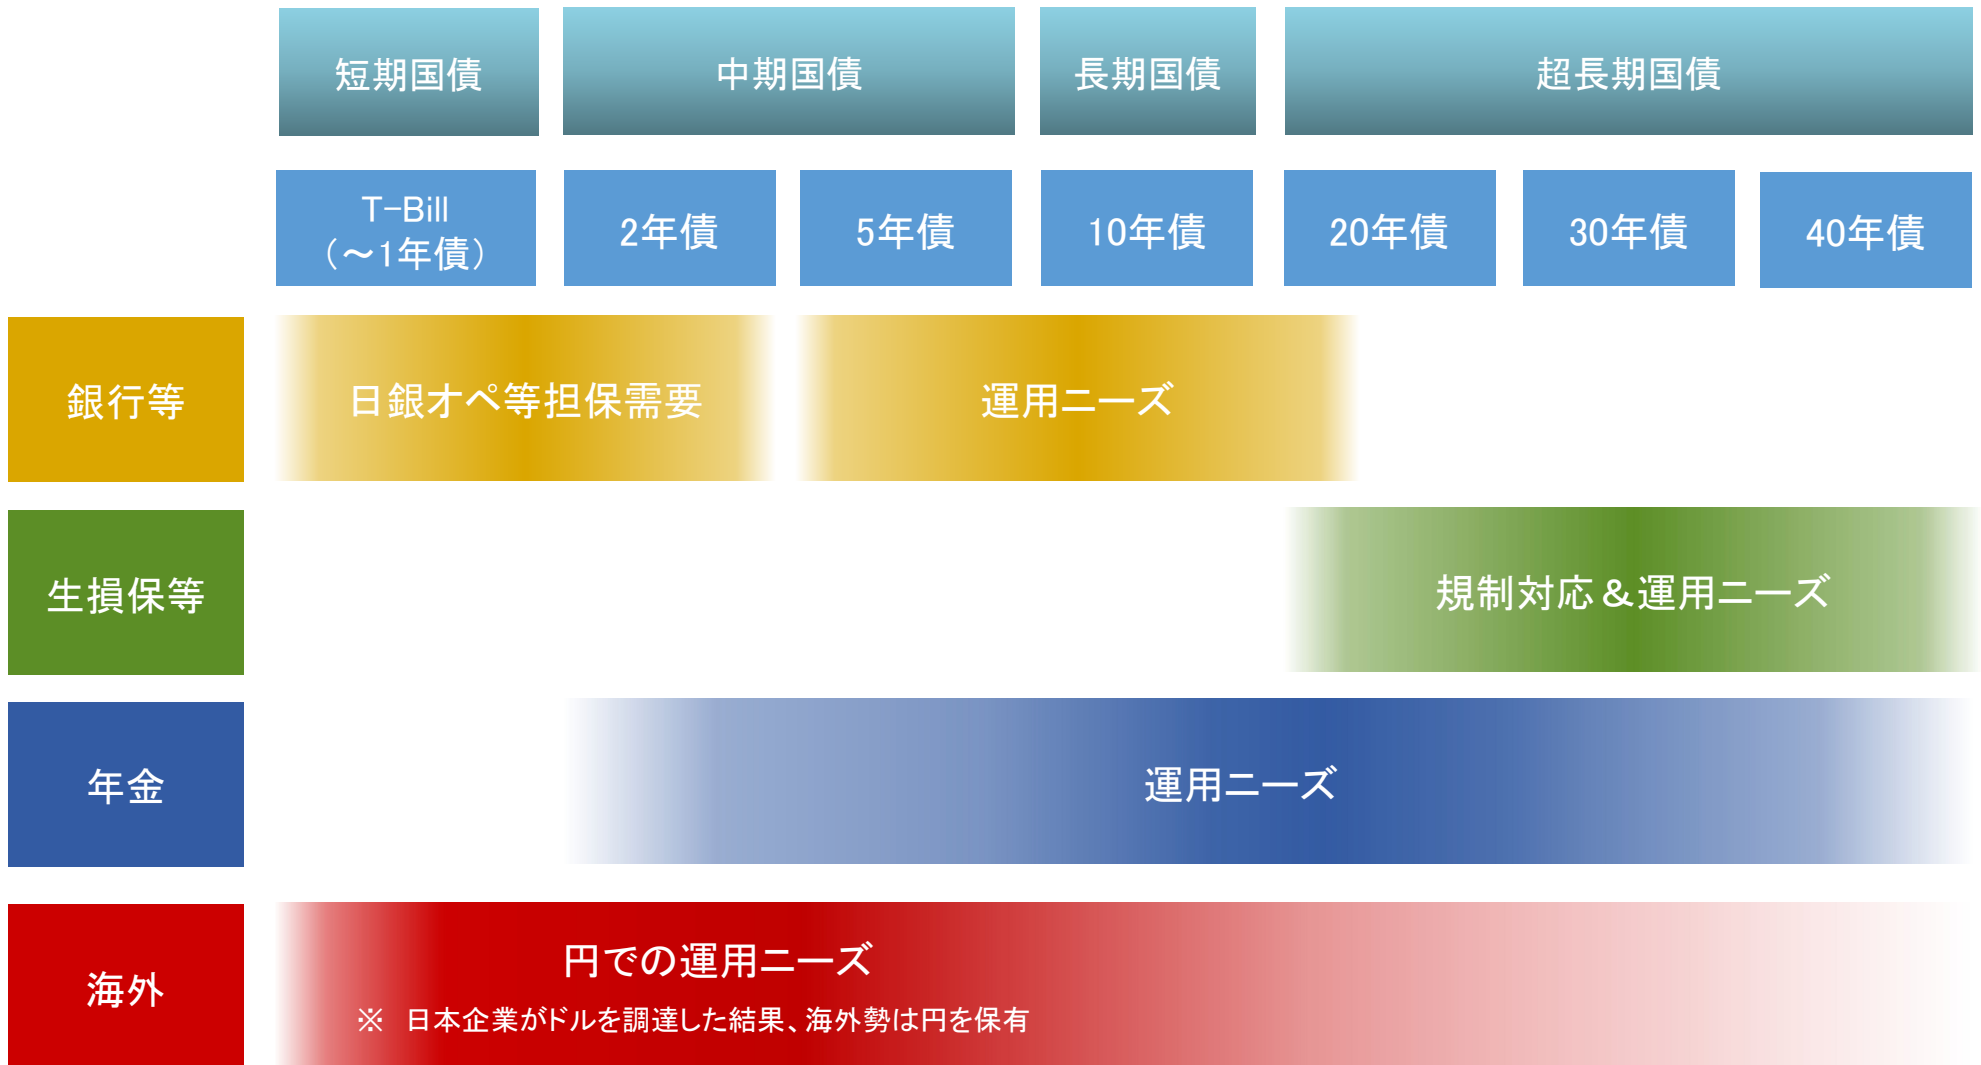 短期国債
中期国債
長期国債
超長期国債
T-Bill
（～1年債）
2年債
5年債
10年債
20年債
30年債
40年債
銀行等
日銀オペ等担保需要
運用ニーズ
生損保等
規制対応＆運用ニーズ
年金
運用ニーズ
海外
円での運用ニーズ
※　日本企業がドルを調達した結果、海外勢は円を保有